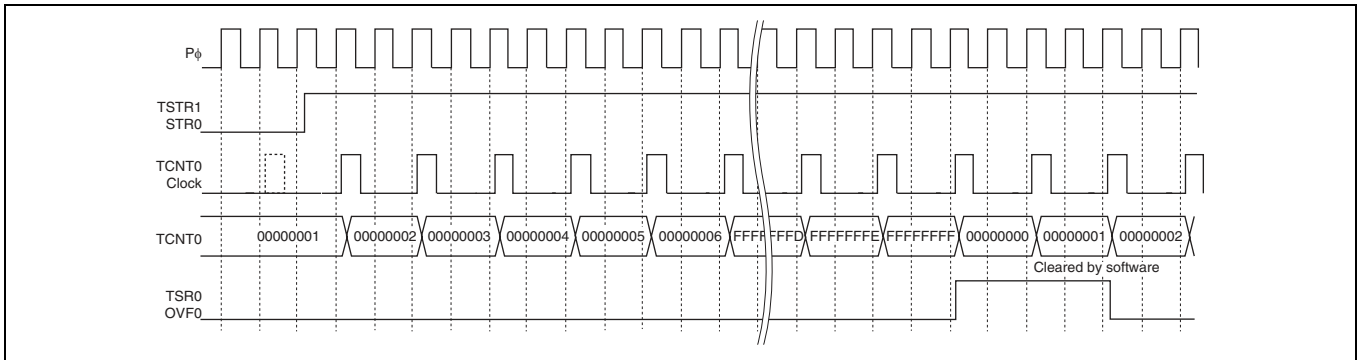 Pφ
TSTR1
STR0
TCNT0
Clock
TCNT0 00000001 00000002 00000003 00000004 00000005 00000006 FFFFFFFD FFFFFFFE FFFFFFFF 00000000 00000001 00000002
Cleared by software
TSR0
OVF0